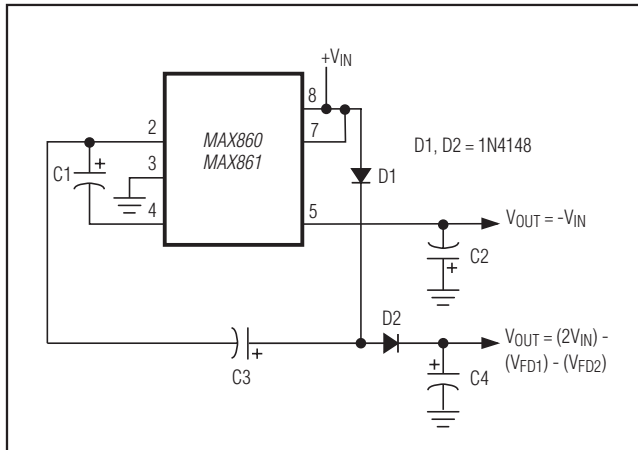 +VIN
8
2
MAX860
7
MAX861
D1, D2 = 1N4148
+
3
C1
D1
4
5
VOUT = -VIN
C2
+
D2
VOUT = (2VIN) -
(VFD1) - (VFD2)
+
+
C3
C4